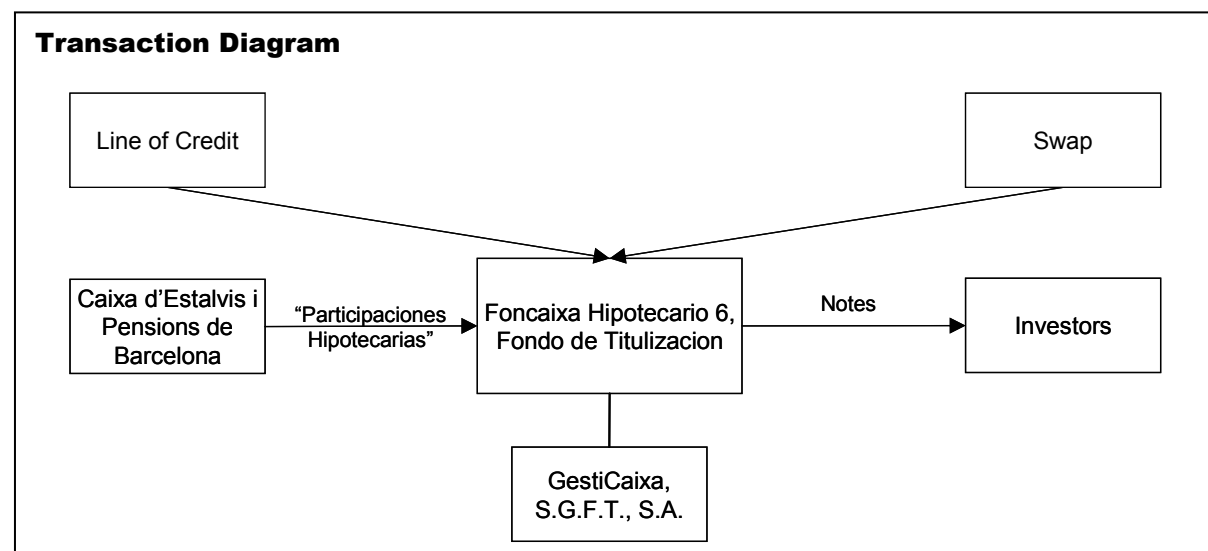 Transaction Diagram
Line of Credit
Swap
Caixa d’Estalvis i
Pensions de
Barcelona
“Participaciones
Hipotecarias”
Foncaixa Hipotecario 6,
Fondo de Titulizacion
Notes
Investors
GestiCaixa,
S.G.F.T., S.A.